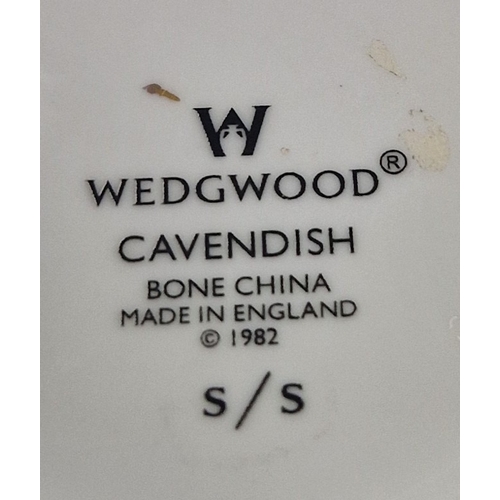 W
WEDGWOOD®
CAVENDISH
BONE CHINA
MADE IN ENGLAND
© 1982
S/S